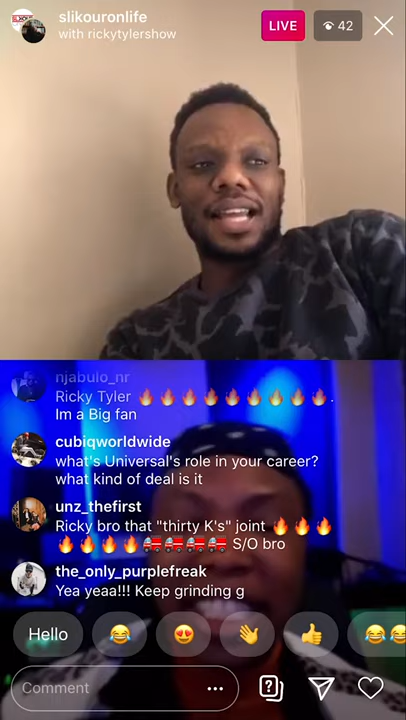 slikouronlife
with rickytylershow
LIVE
42
njabulo_nr
Ricky Tyler 🔥🔥🔥🔥🔥🔥🔥🔥.
Im a Big fan
cubiqworldwide
what's Universal's role in your career?
what kind of deal is it
unz_thefirst
Ricky bro that "thirty K's" joint 🔥🔥🔥
🔥🔥🔥🔥🚒🚒🚒🚒 S/O bro
the_only_purplefreak
Yea yeaa!!! Keep grinding g
Hello 😂 😍 👋 👍 😂😂
Comment